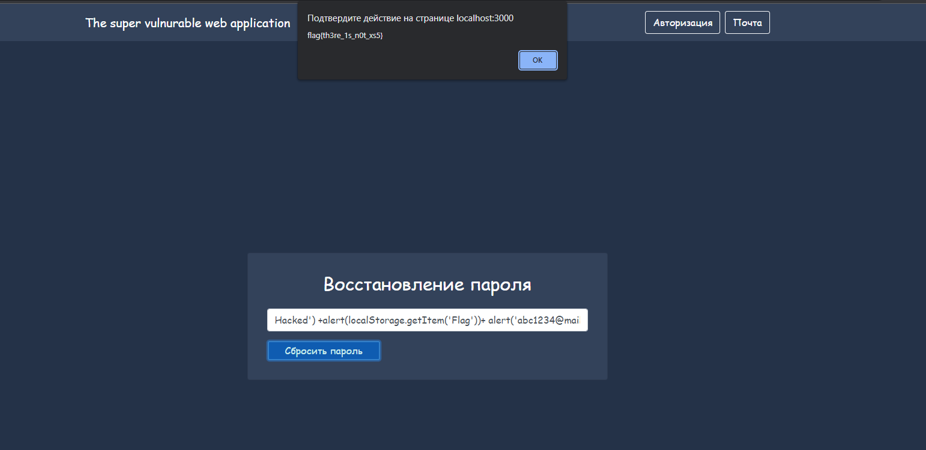 The super vulnurable web application
Подтвердите действие на странице localhost:3000
flag{th3re_1s_n0t_xs5}
OK
Авторизация
Почта
Восстановление пароля
Hacked') +alert(localStorage.getItem('Flag'))+ alert('abc1234@mai
Сбросить пароль